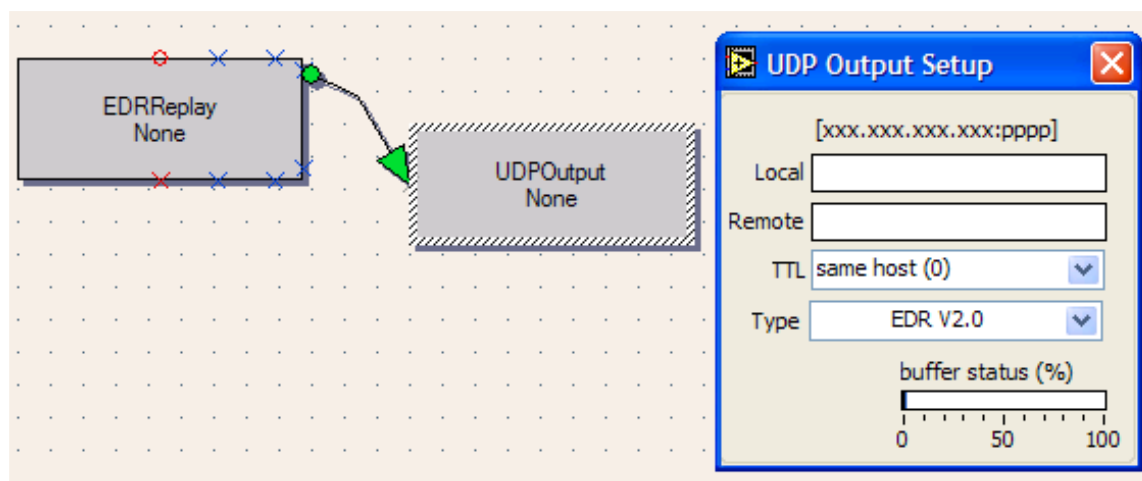 EDRReplay
None
UDPOutput
None
UDP Output Setup
[xxx.xxx.xxx.xxx:pppp]
Local
Remote
TTL same host (0)
Type EDR V2.0
buffer status (%)
0 50 100